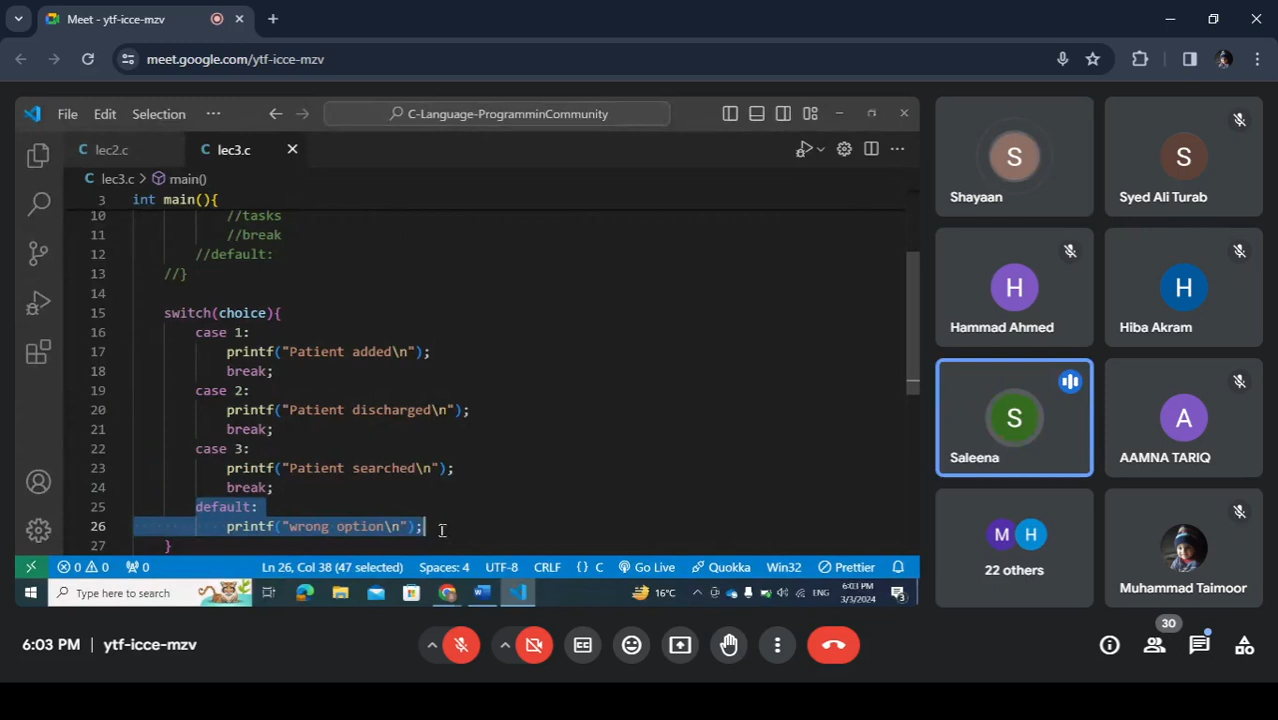 Meet - ytf-icce-mzv
meet.google.com/ytf-icce-mzv
File Edit Selection ... C-Language-ProgramminCommunity
lec2.c lec3.c
lec3.c > main()
3 int main(){
10 //tasks
11 //break
12 //default:
13 //}
14
15 switch(choice){
16 case 1:
17 printf("Patient added\n");
18 break;
19 case 2:
20 printf("Patient discharged\n");
21 break;
22 case 3:
23 printf("Patient searched\n");
24 break;
25 default:
26 printf("wrong option\n");
27 }
0 0 0 Ln 26, Col 38 (47 selected) Spaces: 4 UTF-8 CRLF {} C Go Live Quokka Win32 Prettier
Type here to search 16°C ENG 6:03 PM 3/3/2024 3
S Shayaan
S Syed Ali Turab
H Hammad Ahmed
H Hiba Akram
S Saleena
A AAMNA TARIQ
M H 22 others
Muhammad Taimoor
6:03 PM | ytf-icce-mzv
30